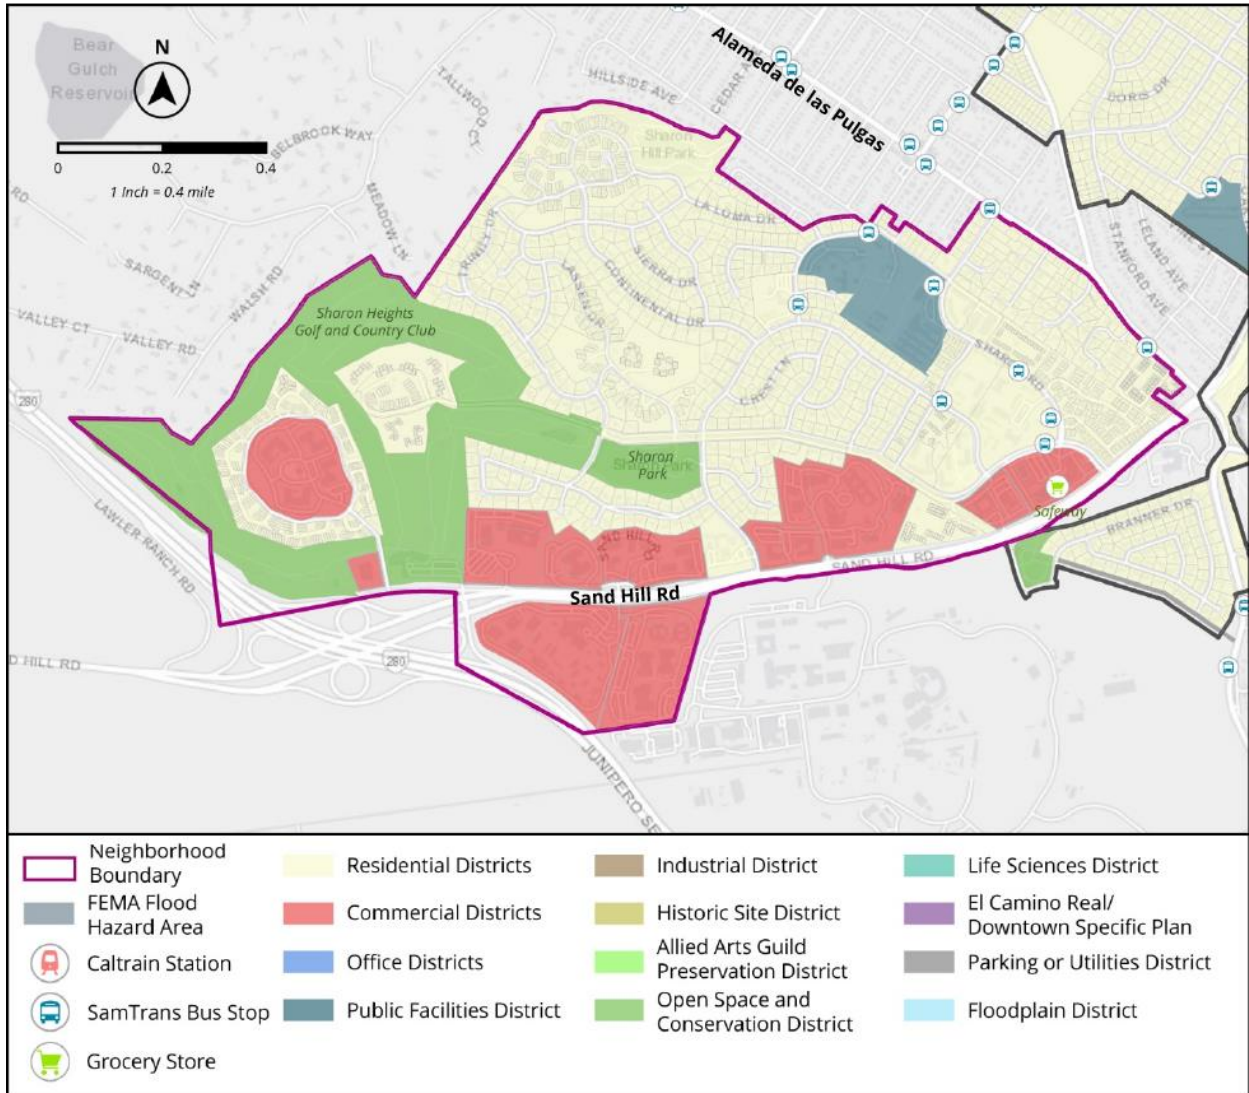 Bear
Gulch
Reservoir
N
0
0.2
0.4
1 Inch = 0.4 mile
BELBROOK WAY
TALLWOOD CT
HILLSIDE AVE
CEDAR A
Alameda de las Pulgas
DORIS DR
Sharon
Hill Park
MEADOW LN
RD
SARGENT LN
WALSH RD
VALLEY CT
VALLEY RD
TRINITY DR
LA LOMA DR
SIERRA DR
CONTINENTAL DR
LASSEN DR
LELAND AVE
STANFORD AVE
Sharon Heights
Golf and Country Club
SHARON RD
CREST LN
280
Sharon
Park
Sharon Park
LAWLER RANCH RD
Safeway
BRANNER DR
SAND HILL RD
Sand Hill Rd
D HILL RD
280
JUNIPERO SE
Neighborhood
Boundary
FEMA Flood
Hazard Area
Caltrain Station
SamTrans Bus Stop
Grocery Store
Residential Districts
Commercial Districts
Office Districts
Public Facilities District
Industrial District
Historic Site District
Allied Arts Guild
Preservation District
Open Space and
Conservation District
Life Sciences District
El Camino Real/
Downtown Specific Plan
Parking or Utilities District
Floodplain District